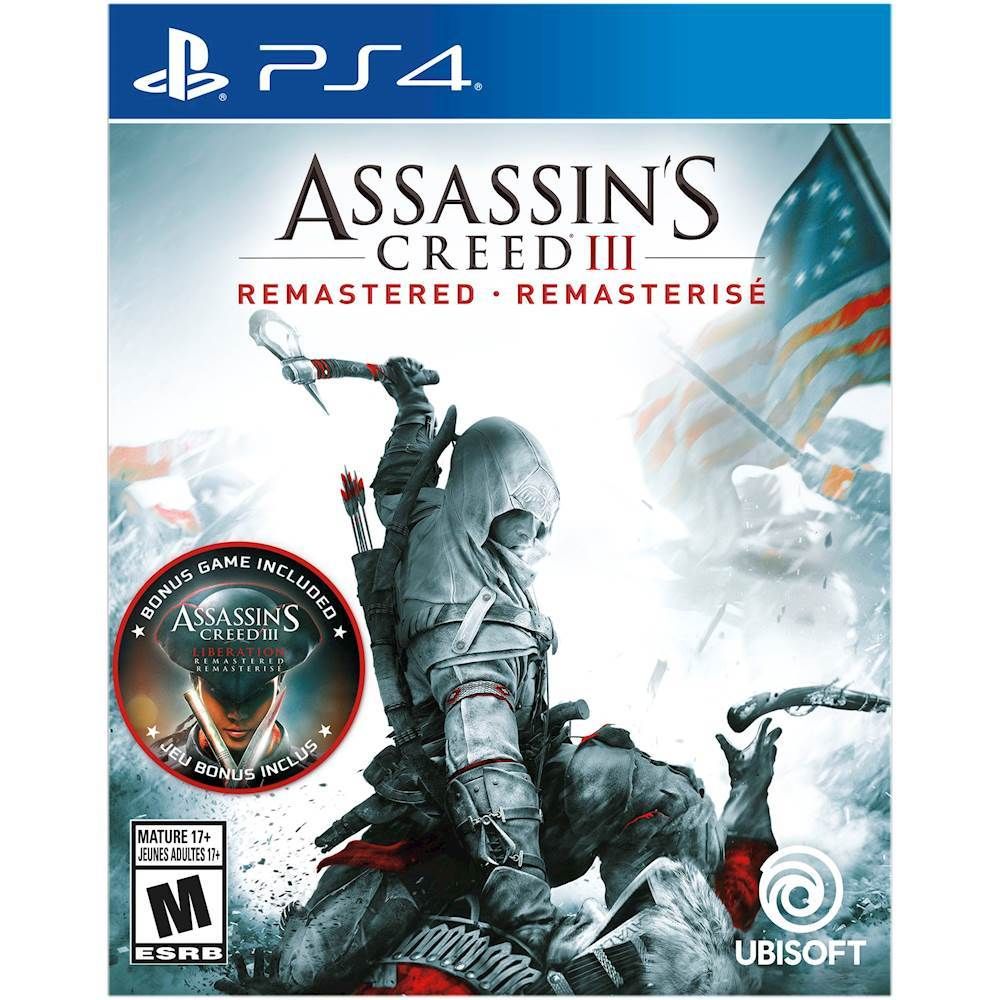 PS4
ASSASSIN'S
CREED III
REMASTERED · REMASTERISÉ
BONUS GAME INCLUDED
ASSASSIN'S
CREED III
LIBERATION
REMASTERED
REMASTERISÉ
JEU BONUS INCLUS
MATURE 17+
JEUNES ADULTES 17+
M
ESRB
UBISOFT